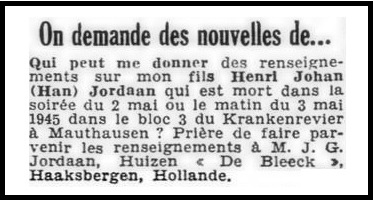 On demande des nouvelles de...
Qui peut me donner des renseigne-
ments sur mon fils Henri Johan
(Han) Jordaan qui est mort dans la
soirée du 2 mai ou le matin du 3 mai
1945 dans le bloc 3 du Krankenrevier
à Mauthausen ? Prière de faire par-
venir les renseignements à M. J. G.
Jordaan, Huizen « De Bleeck »,
Haaksbergen, Hollande.